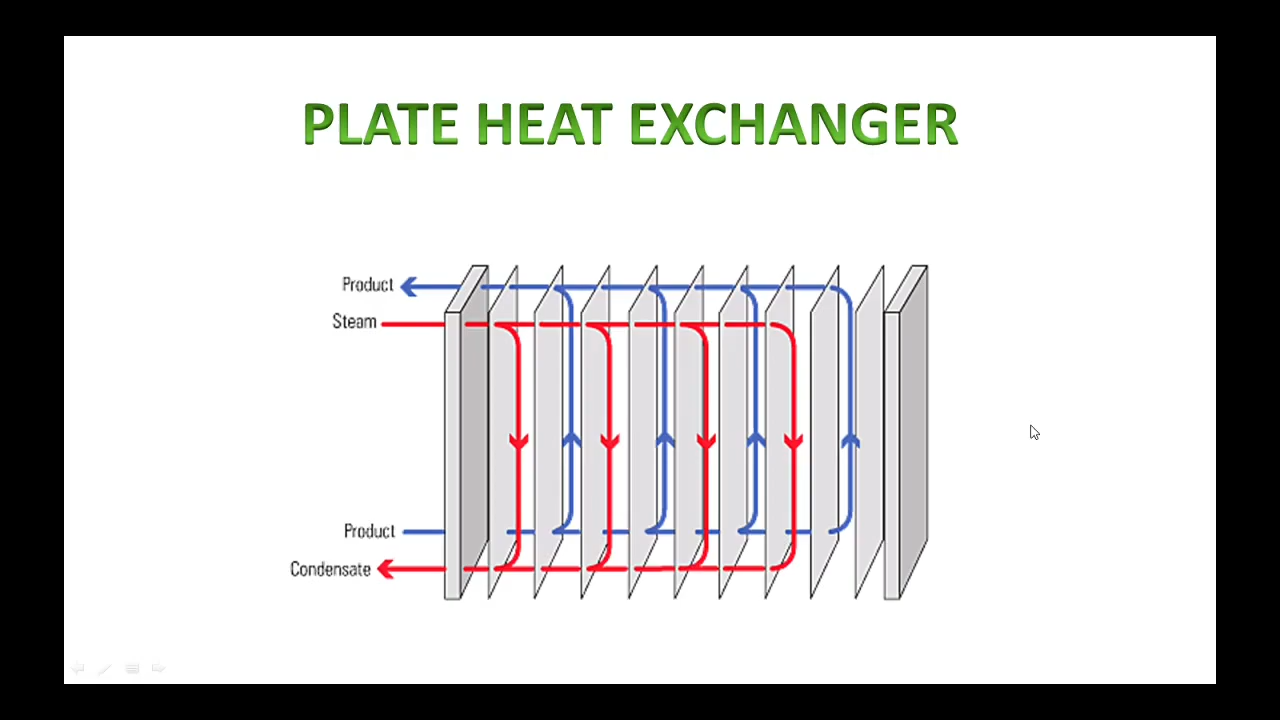 PLATE HEAT EXCHANGER
Product
Steam
Product
Condensate